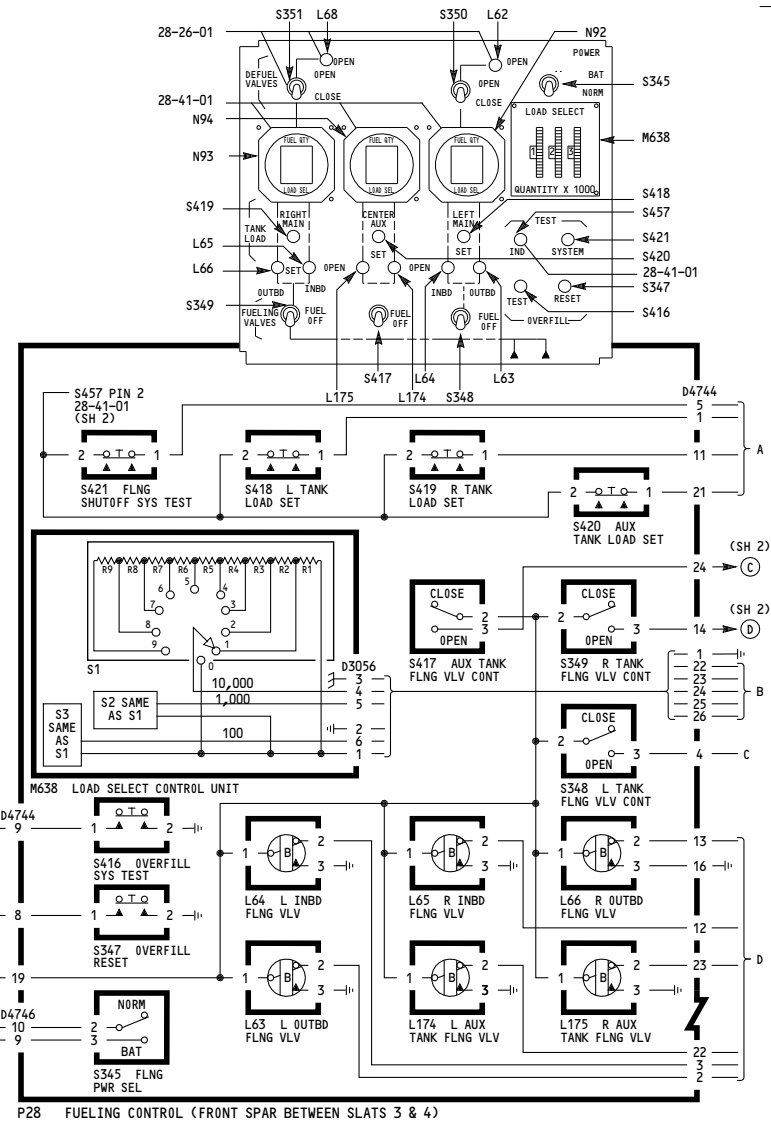 S351 L68 S350 L62
28-26-01 N92
OPEN OPEN POWER
DEFUEL VALVES OPEN OPEN BAT S345
28-41-01 CLOSE CLOSE NORM
LOAD SELECT
N94 FUEL QTY FUEL QTY FUEL QTY M638
N93 1 2 3
LOAD SEL LOAD SEL LOAD SEL QUANTITY X 1000
S418
S419 RIGHT MAIN CENTER AUX LEFT MAIN TEST S457
TANK LOAD S421
L65 SET SET SET IND SYSTEM S420
L66 OPEN OPEN 28-41-01
OUTBD INBD INBD OUTBD TEST RESET S347
S349 FUELING VALVES FUEL OFF FUEL OFF FUEL OFF OVERFILL S416
S417 L64 L63
L175 L174 S348
S457 PIN 2
28-41-01
(SH 2)
D4744
5
1
2 1 2 1 2 1 11 A
S421 FLNG
SHUTOFF SYS TEST
S418 L TANK
LOAD SET
S419 R TANK
LOAD SET
2 1 21
S420 AUX
TANK LOAD SET
R9 R8 R7 R6 R5 R4 R3 R2 R1
0 1 2 3 4 5 6 7 8 9
S1
S2 SAME
AS S1
S3
SAME
AS
S1
10,000
1,000
100
D3056
3
4
5
2
6
1
M638 LOAD SELECT CONTROL UNIT
CLOSE
2
3
OPEN
S417 AUX TANK
FLNG VLV CONT
CLOSE
2
3
OPEN
S349 R TANK
FLNG VLV CONT
24 (SH 2) C
14 (SH 2) D
1
22
23
24
25
26
B
CLOSE
2
3
OPEN
4 C
S348 L TANK
FLNG VLV CONT
D4744
9 1 2
S416 OVERFILL
SYS TEST
8 1 2
S347 OVERFILL
RESET
19
D4746
10 2 NORM
9 3 BAT
S345 FLNG
PWR SEL
1 B 2 3
L64 L INBD
FLNG VLV
1 B 2 3
L65 R INBD
FLNG VLV
1 B 2 3
L66 R OUTBD
FLNG VLV
13
16
12
1 B 2 3
L63 L OUTBD
FLNG VLV
1 B 2 3
L174 L AUX
TANK FLNG VLV
1 B 2 3
L175 R AUX
TANK FLNG VLV
23 D
22
3
2
P28 FUELING CONTROL (FRONT SPAR BETWEEN SLATS 3 & 4)